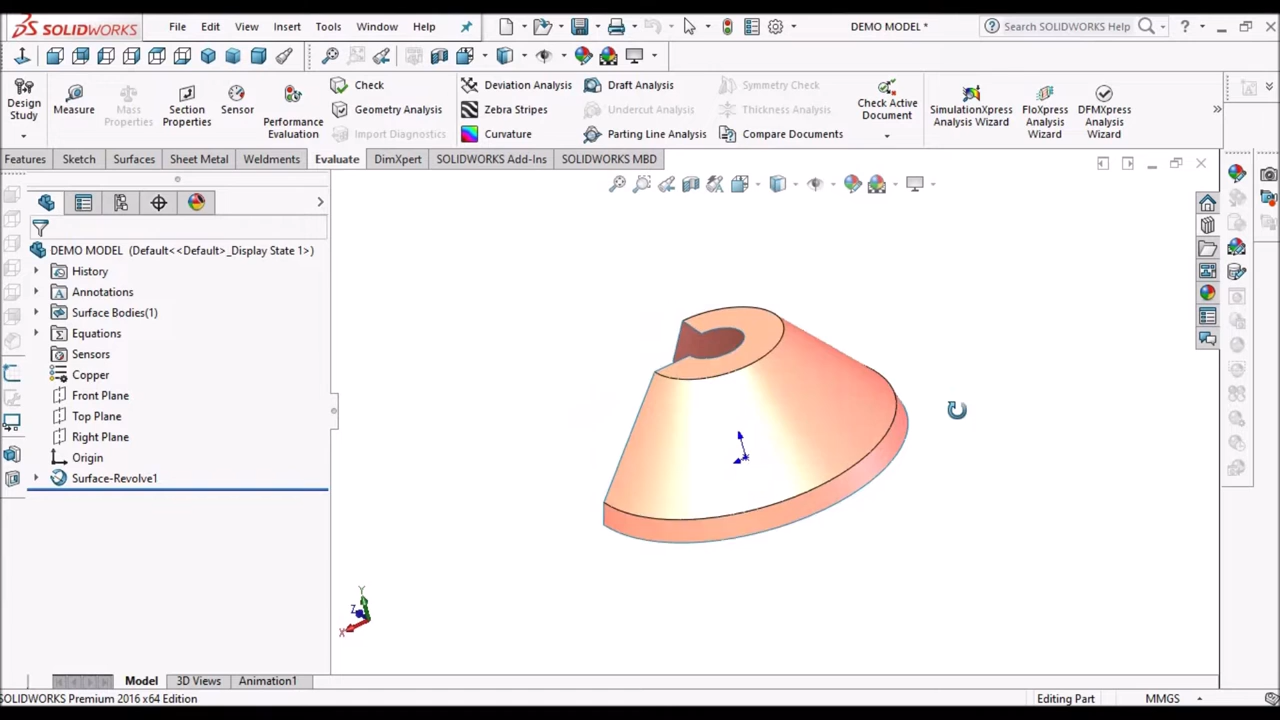 SOLIDWORKS File Edit View Insert Tools Window Help DEMO MODEL * Search SOLIDWORKS Help ?
Design Study
Measure
Mass Properties
Section Properties
Sensor
Performance Evaluation
Check
Geometry Analysis
Import Diagnostics
Deviation Analysis
Zebra Stripes
Curvature
Draft Analysis
Undercut Analysis
Parting Line Analysis
Symmetry Check
Thickness Analysis
Compare Documents
Check Active Document
SimulationXpress Analysis Wizard
FloXpress Analysis Wizard
DFMXpress Analysis Wizard
Features Sketch Surfaces Sheet Metal Weldments Evaluate DimXpert SOLIDWORKS Add-Ins SOLIDWORKS MBD
DEMO MODEL (Default<<Default>_Display State 1>)
History
Annotations
Surface Bodies(1)
Equations
Sensors
Copper
Front Plane
Top Plane
Right Plane
Origin
Surface-Revolve1
Y
Z
X
Model 3D Views Animation1
SOLIDWORKS Premium 2016 x64 Edition Editing Part MMGS